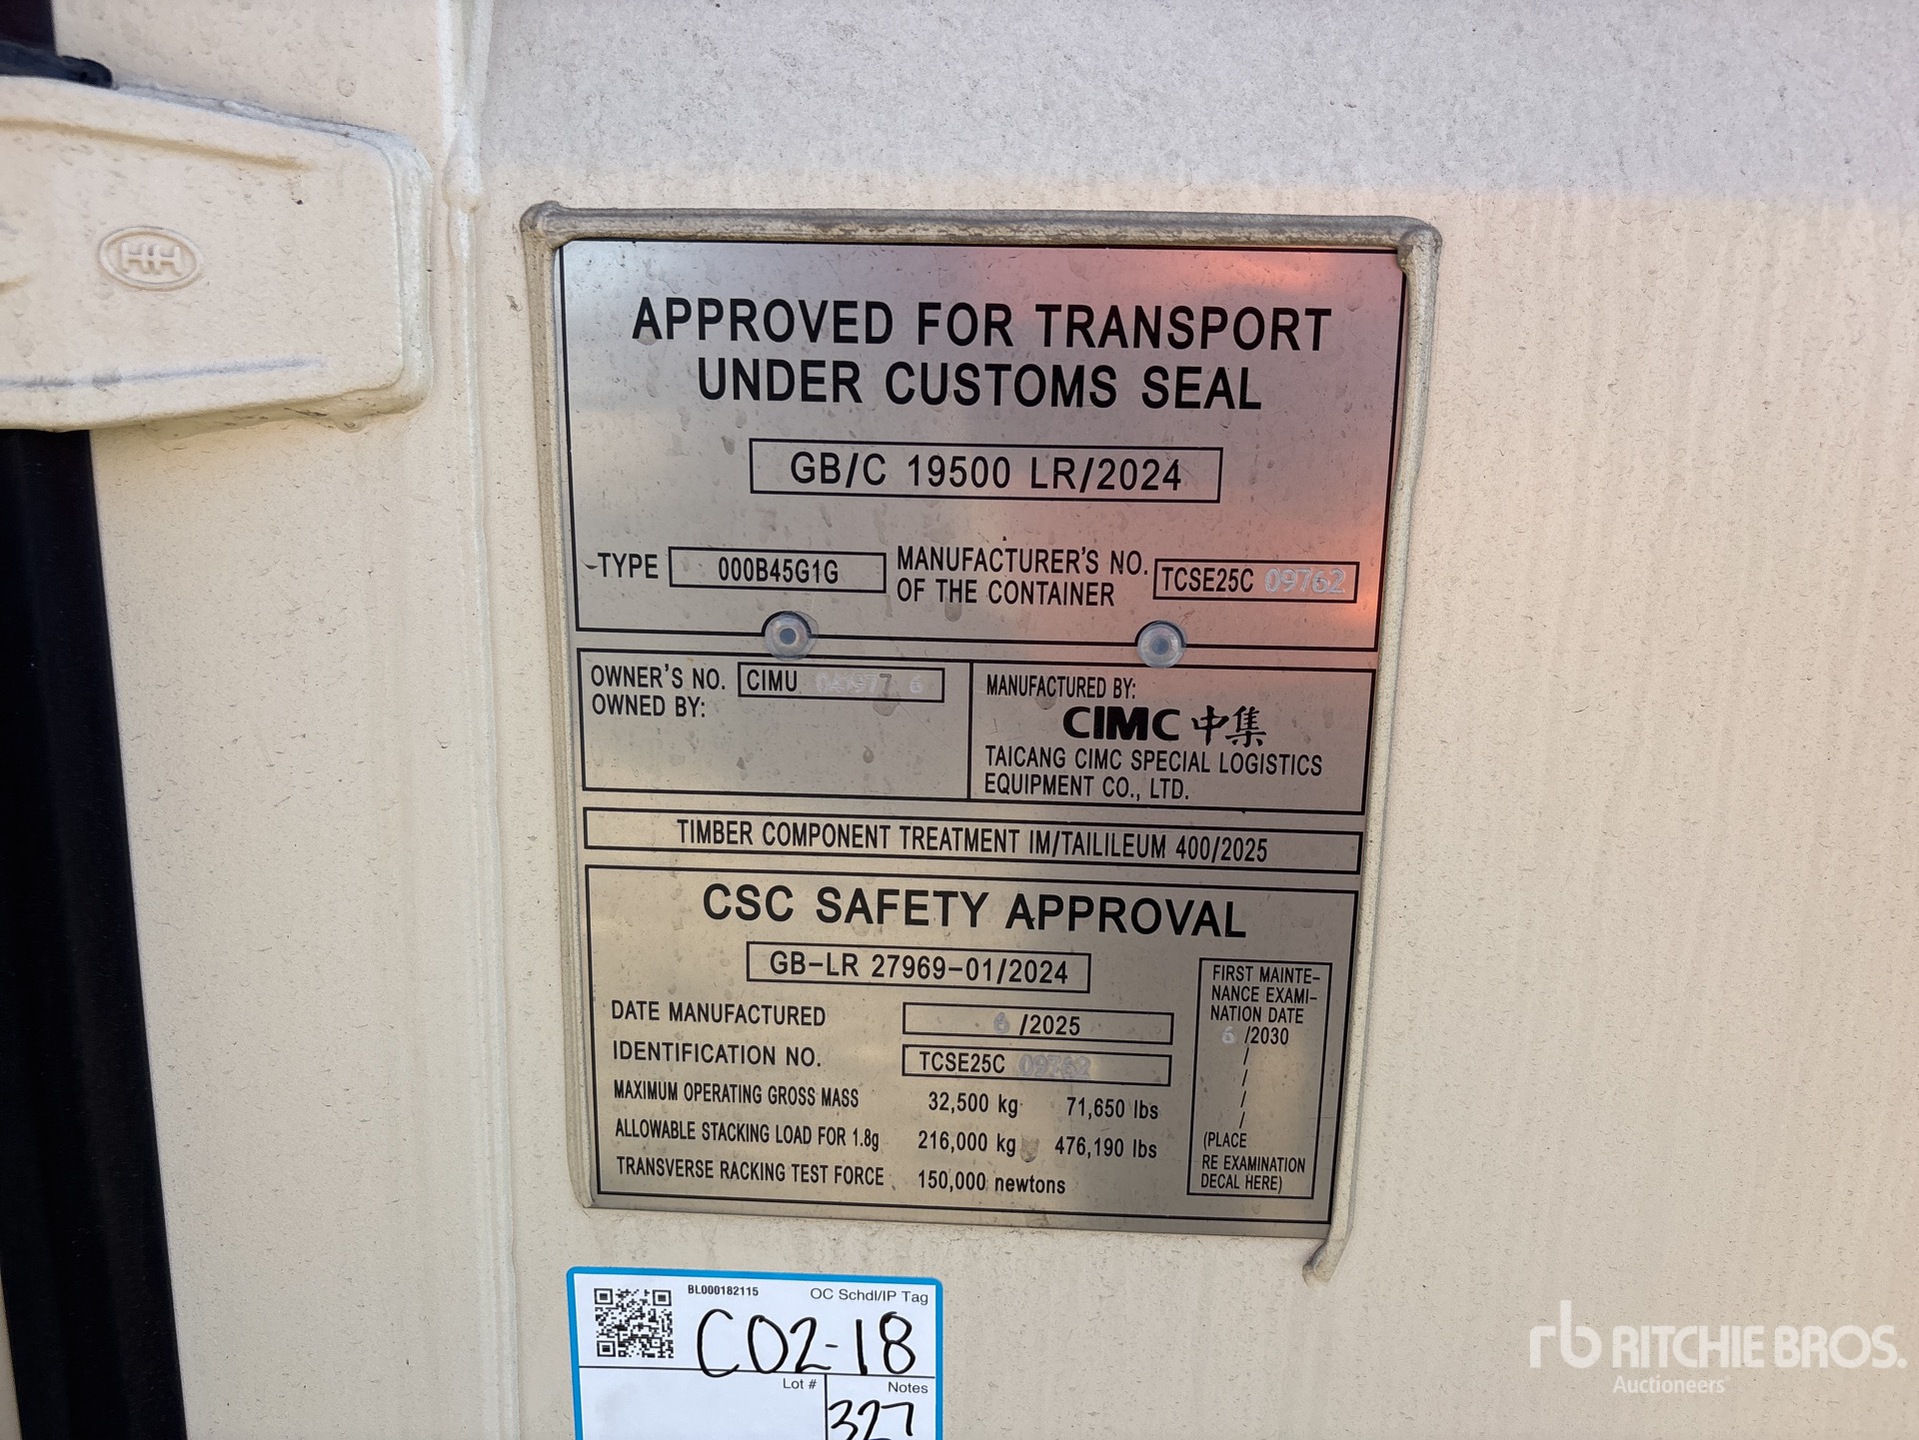 HH
APPROVED FOR TRANSPORT
UNDER CUSTOMS SEAL
GB/C 19500 LR/2024
TYPE 000B45G1G MANUFACTURER'S NO.
OF THE CONTAINER TCSE25C 09762
OWNER'S NO. CIMU
OWNED BY:
MANUFACTURED BY:
CIMC 中集
TAICANG CIMC SPECIAL LOGISTICS
EQUIPMENT CO., LTD.
TIMBER COMPONENT TREATMENT IM/TAILILEUM 400/2025
CSC SAFETY APPROVAL
GB-LR 27969-01/2024
DATE MANUFACTURED 6 /2025
IDENTIFICATION NO. TCSE25C 09762
MAXIMUM OPERATING GROSS MASS 32,500 kg 71,650 lbs
ALLOWABLE STACKING LOAD FOR 1.8g 216,000 kg 476,190 lbs
TRANSVERSE RACKING TEST FORCE 150,000 newtons
FIRST MAINTE-
NANCE EXAMI-
NATION DATE
6 /2030
/
/
/
/
(PLACE
RE EXAMINATION
DECAL HERE)
BL000182115 OC Schdl/IP Tag
C02-18
Lot # Notes
327
rb RITCHIE BROS.
Auctioneers